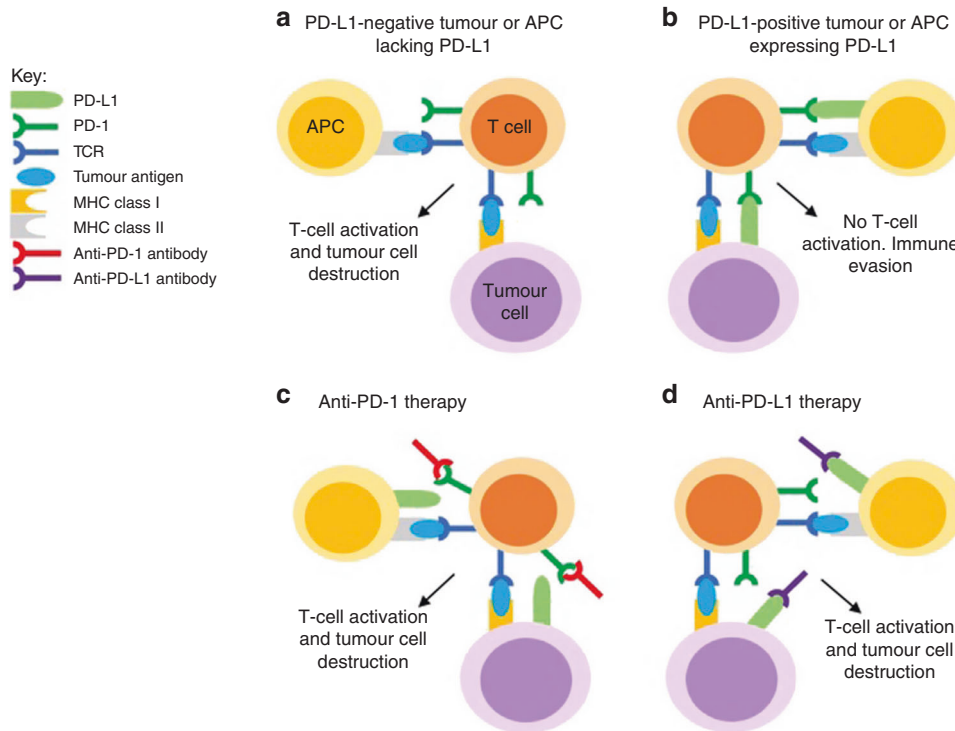 a PD-L1-negative tumour or APC
lacking PD-L1
b PD-L1-positive tumour or APC
expressing PD-L1
Key:
PD-L1
PD-1
TCR
Tumour antigen
MHC class I
MHC class II
Anti-PD-1 antibody
Anti-PD-L1 antibody
APC
T cell
T-cell activation
and tumour cell
destruction
Tumour
cell
No T-cell
activation. Immune
evasion
c Anti-PD-1 therapy
d Anti-PD-L1 therapy
T-cell activation
and tumour cell
destruction
T-cell activation
and tumour cell
destruction